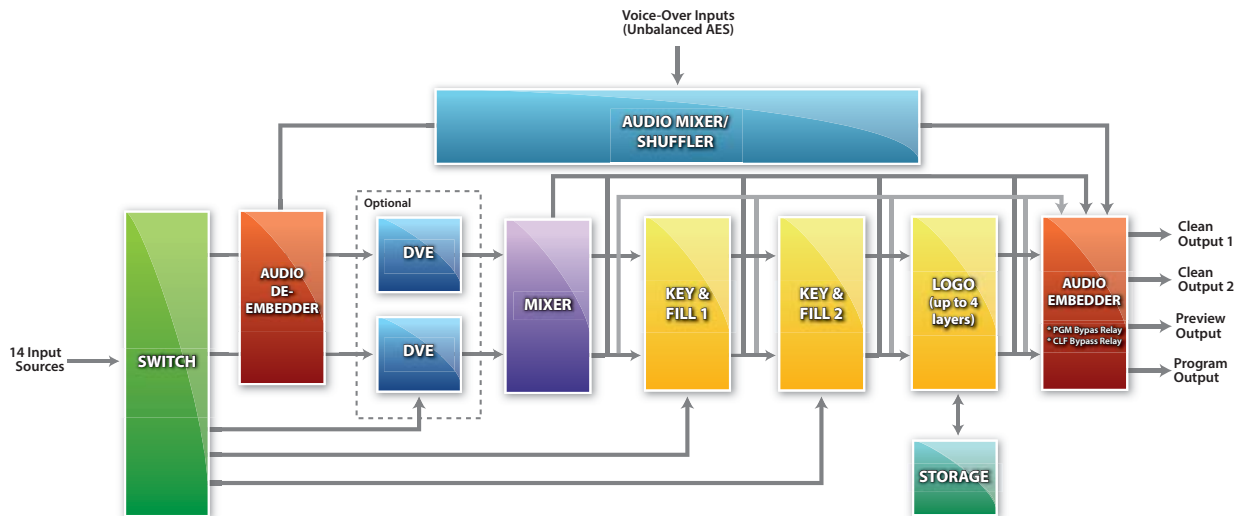 Voice-Over Inputs
(Unbalanced AES)
AUDIO MIXER/
SHUFFLER
Optional
DVE
DVE
14 Input
Sources
SWITCH
AUDIO
DE-
EMBEDDER
MIXER
KEY &
FILL 1
KEY &
FILL 2
LOGO
(up to 4
layers)
AUDIO
EMBEDDER
* PGM Bypas Relay
* CLF Bypass Relay
Clean
Output 1
Clean
Output 2
Preview
Output
Program
Output
STORAGE